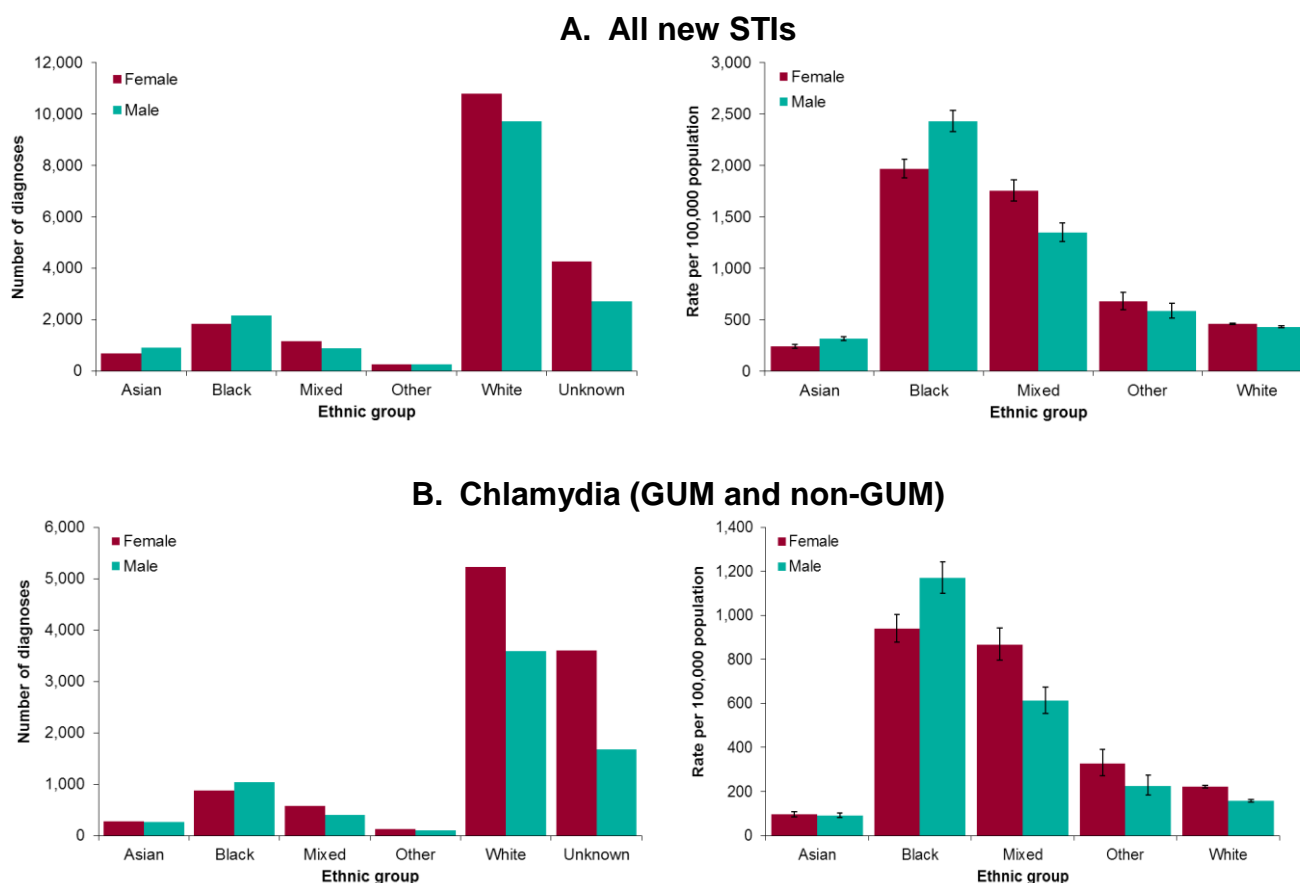 A. All new STIs
12,000
10,000
8,000
6,000
4,000
2,000
0
Number of diagnoses
Female
Male
Asian Black Mixed Other White Unknown
Ethnic group
3,000
2,500
2,000
1,500
1,000
500
0
Rate per 100,000 population
Female
Male
Asian Black Mixed Other White
Ethnic group
B. Chlamydia (GUM and non-GUM)
6,000
5,000
4,000
3,000
2,000
1,000
0
Number of diagnoses
Female
Male
Asian Black Mixed Other White Unknown
Ethnic group
1,400
1,200
1,000
800
600
400
200
0
Rate per 100,000 population
Female
Male
Asian Black Mixed Other White
Ethnic group